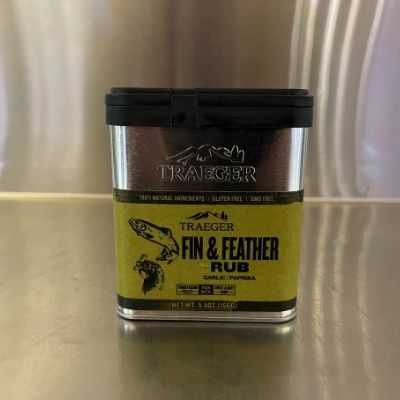 TRAEGER
100% NATURAL INGREDIENTS | GLUTEN FREE | GMO FREE
TRAEGER
FIN & FEATHER
RUB
GARLIC | PAPRIKA
NET WT. 5.5OZ (156G)